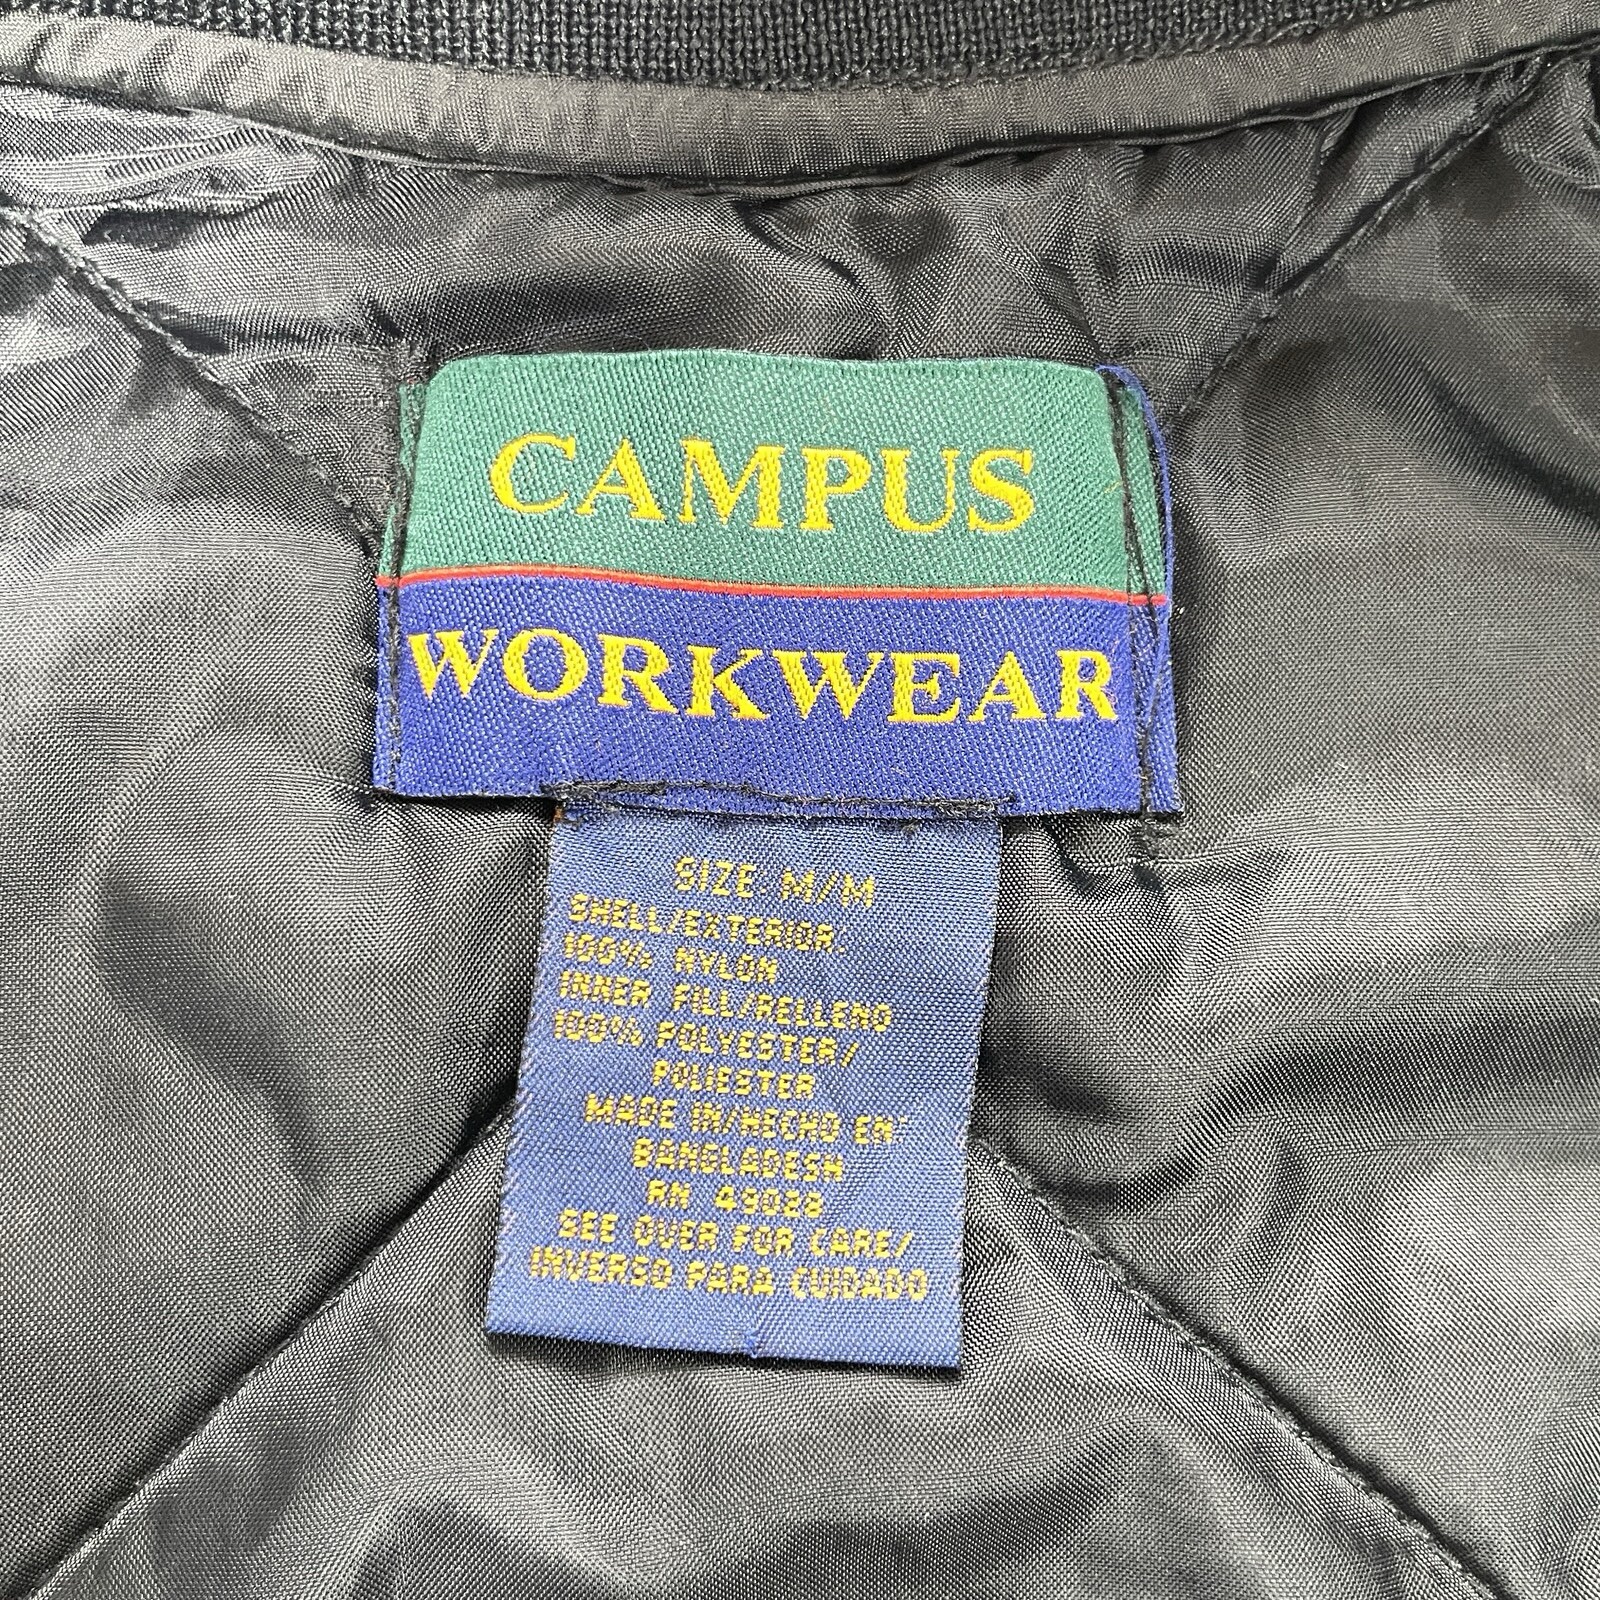 CAMPUS
WORKWEAR
SIZE: M/M
SHELL/EXTERIOR:
100% NYLON
INNER FILL/RELLENO
100% POLYESTER/
POLIESTER
MADE IN/HECHO EN
BANGLADESH
RN 49088
SEE OVER FOR CARE/
INVERSO PARA CUIDADO